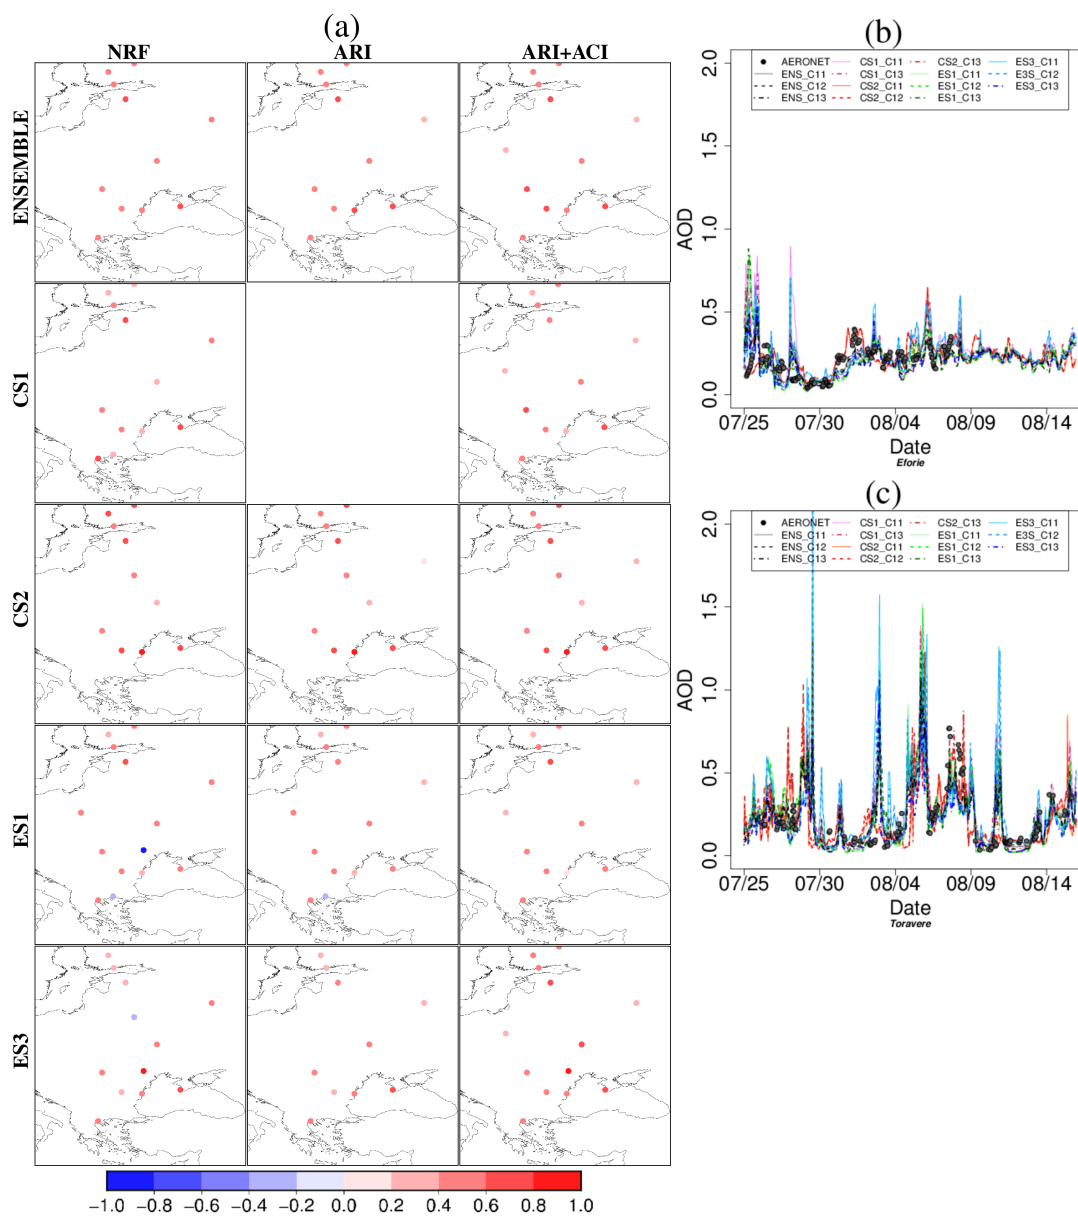 (a)
NRF ARI ARI+ACI
ENSEMBLE
CS1
CS2
ES1
ES3
-1.0 -0.8 -0.6 -0.4 -0.2 0.0 0.2 0.4 0.6 0.8 1.0
(b)
AERONET CS1_C11 CS2_C13 ES3_C11
ENS_C11 CS1_C13 ES1_C11 E3S_C12
ENS_C12 CS2_C11 ES1_C12 ES3_C13
ENS_C13 CS2_C12 ES1_C13
AOD
2.0
1.5
1.0
0.5
0.0
07/25 07/30 08/04 08/09 08/14
Date
Eforie
(c)
AERONET CS1_C11 CS2_C13 ES3_C11
ENS_C11 CS1_C13 ES1_C11 E3S_C12
ENS_C12 CS2_C11 ES1_C12 ES3_C13
ENS_C13 CS2_C12 ES1_C13
AOD
2.0
1.5
1.0
0.5
0.0
07/25 07/30 08/04 08/09 08/14
Date
Toravere